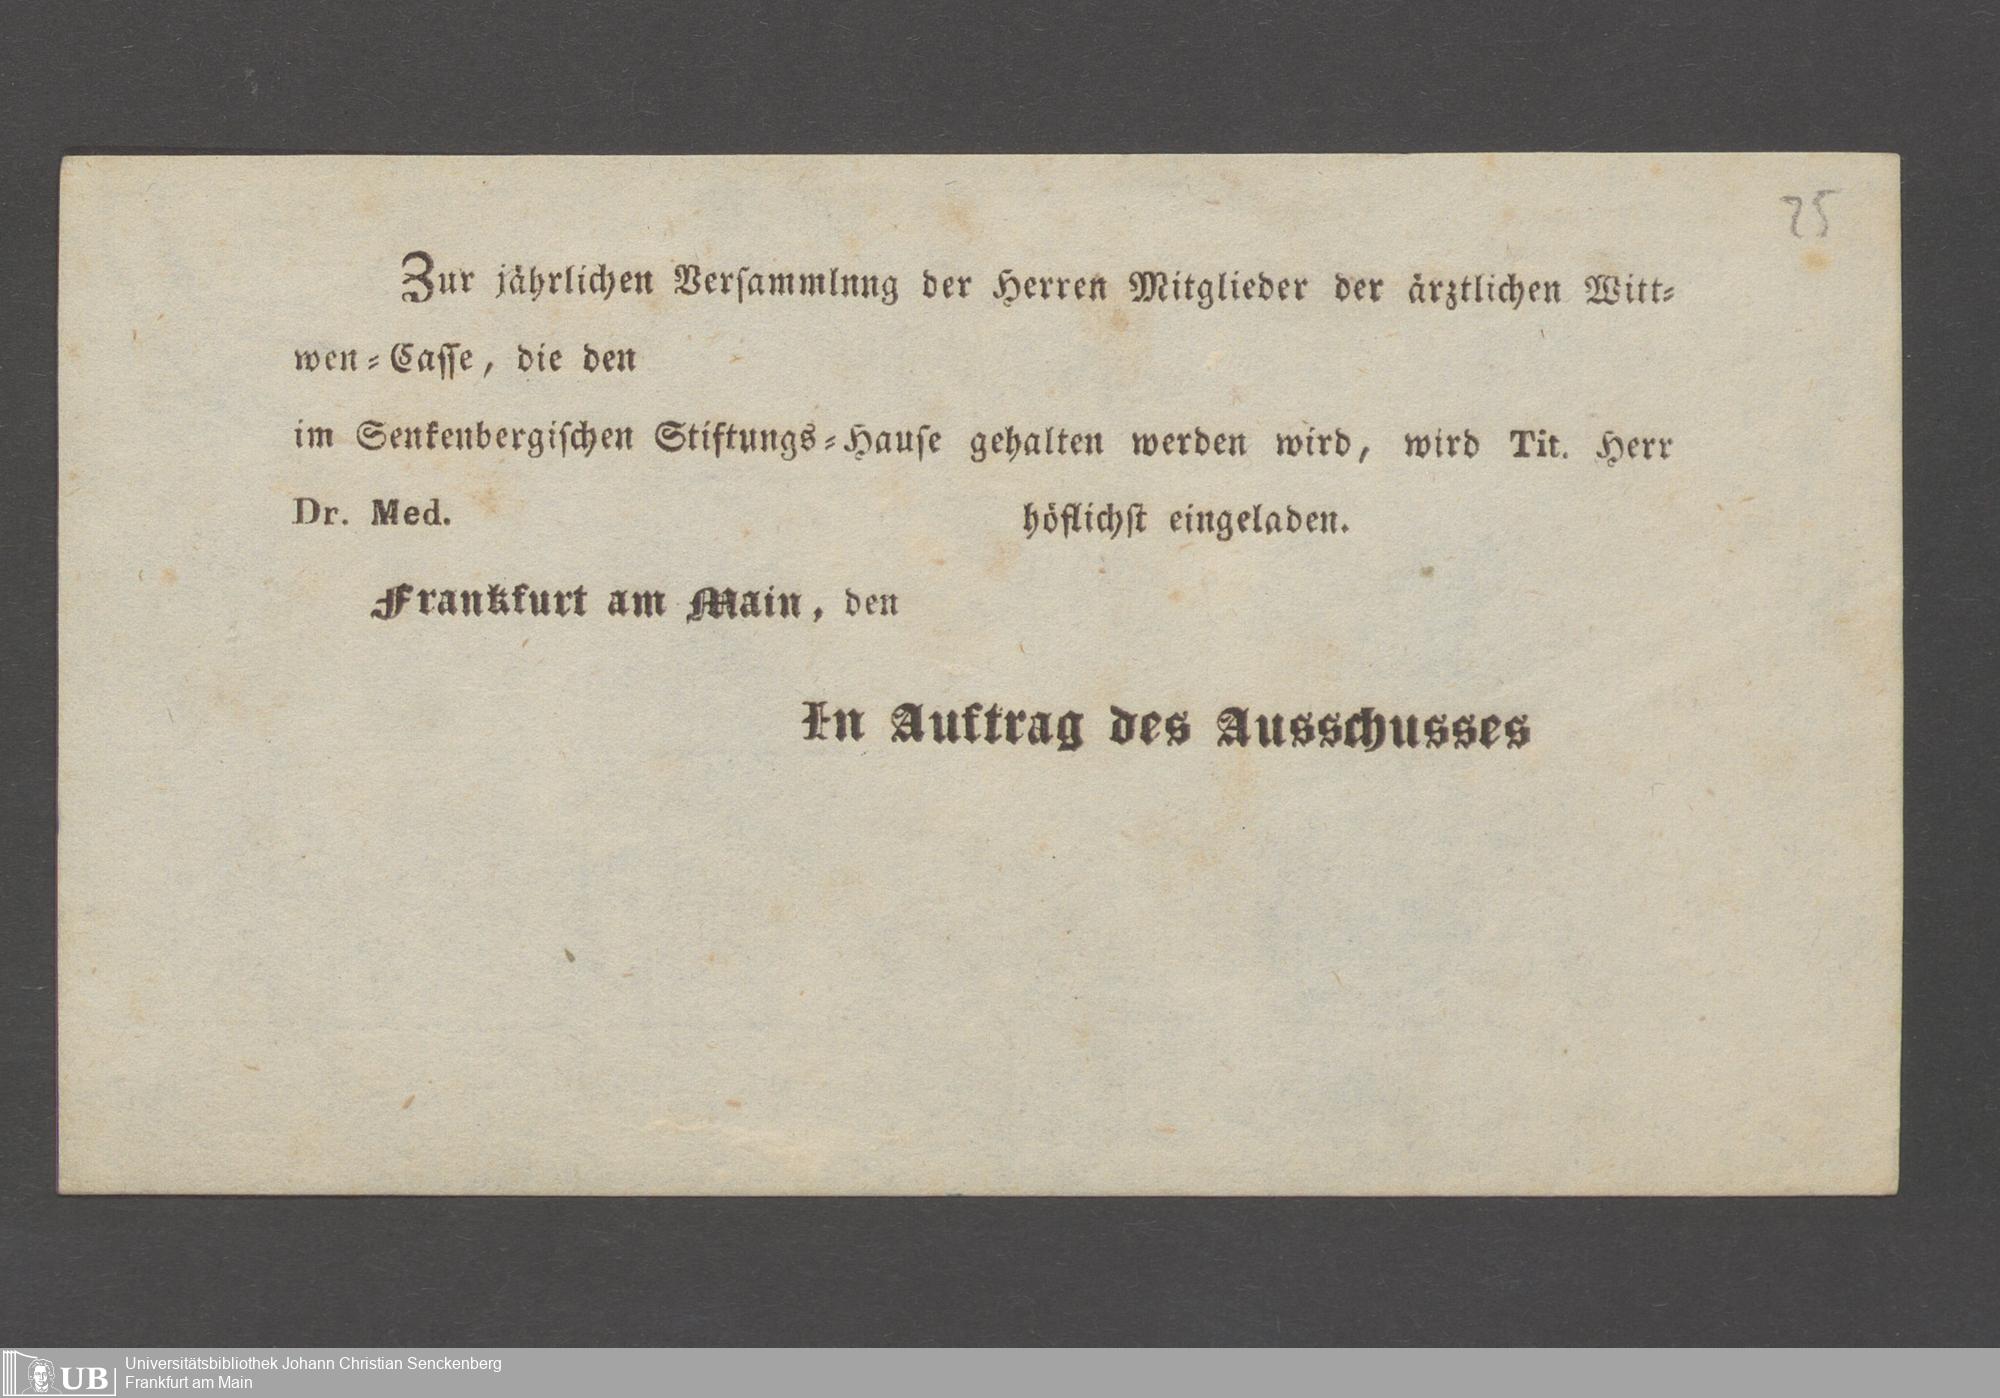 25
Zur jährlichen Verſammlnng der Herren Mitglieder der ärztlichen Witt⸗
wen⸗Caſſe, die den
im Senkenbergiſchen Stiftungs⸗Hauſe gehalten werden wird, wird Tit. Herr
Dr. Med. höflichſt eingeladen.
Frankfurt am Main, den
In Auftrag des Ausschusses
UB Universitätsbibliothek Johann Christian Senckenberg
Frankfurt am Main